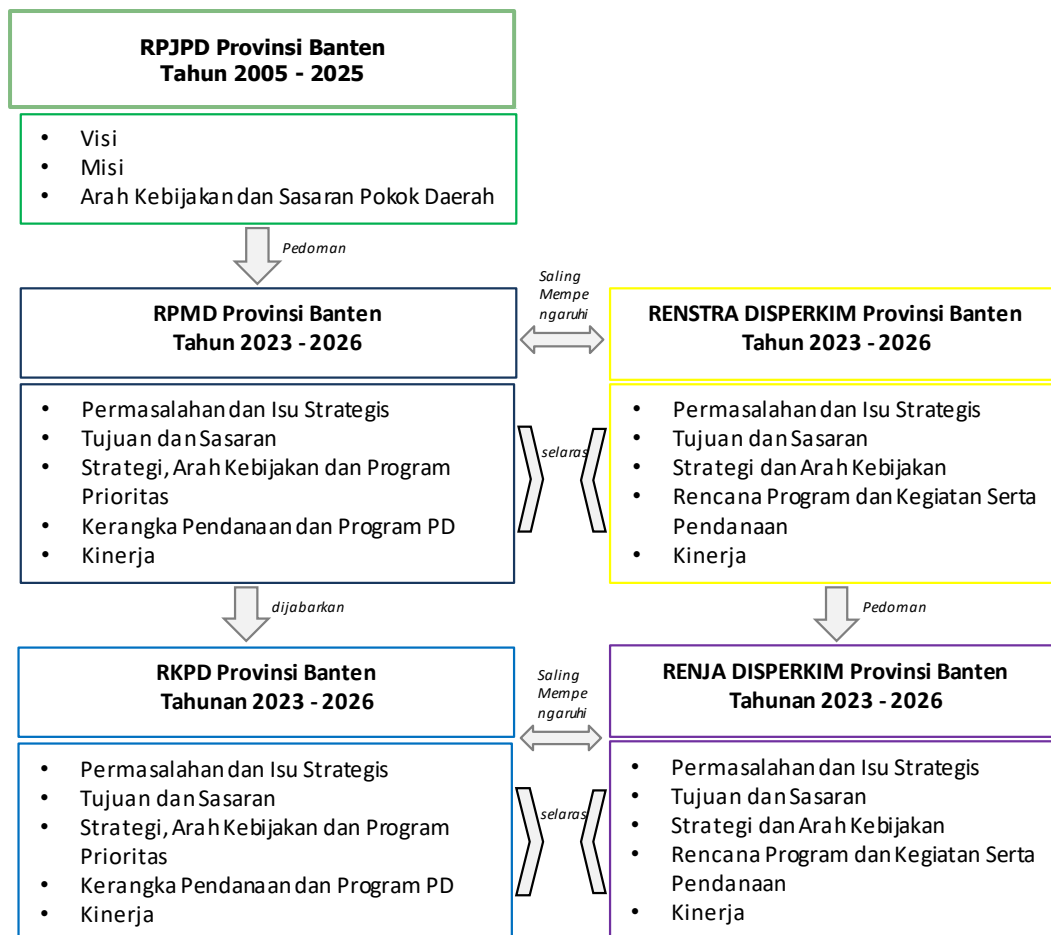 RPJPD Provinsi Banten
Tahun 2005 - 2025
• Visi
• Misi
• Arah Kebijakan dan Sasaran Pokok Daerah
Pedoman
RPMD Provinsi Banten
Tahun 2023 - 2026
Saling
Mempe
ngaruhi
RENSTRA DISPERKIM Provinsi Banten
Tahun 2023 - 2026
• Permasalahan dan Isu Strategis
• Tujuan dan Sasaran
• Strategi, Arah Kebijakan dan Program
Prioritas
• Kerangka Pendanaan dan Program PD
• Kinerja
selaras
• Permasalahan dan Isu Strategis
• Tujuan dan Sasaran
• Strategi dan Arah Kebijakan
• Rencana Program dan Kegiatan Serta
Pendanaan
• Kinerja
dijabarkan
Pedoman
RKPD Provinsi Banten
Tahunan 2023 - 2026
Saling
Mempe
ngaruhi
RENJA DISPERKIM Provinsi Banten
Tahunan 2023 - 2026
• Permasalahan dan Isu Strategis
• Tujuan dan Sasaran
• Strategi, Arah Kebijakan dan Program
Prioritas
• Kerangka Pendanaan dan Program PD
• Kinerja
selaras
• Permasalahan dan Isu Strategis
• Tujuan dan Sasaran
• Strategi dan Arah Kebijakan
• Rencana Program dan Kegiatan Serta
Pendanaan
• Kinerja